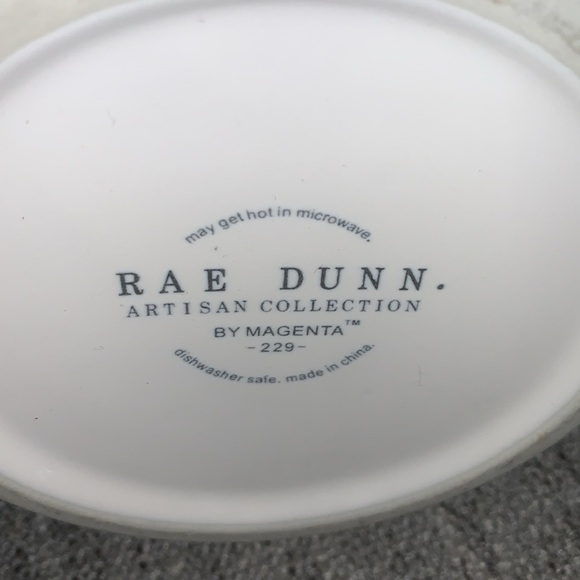 may get hot in microwave.
RAE DUNN.
ARTISAN COLLECTION
BY MAGENTA™
-229-
dishwasher safe. made in china.